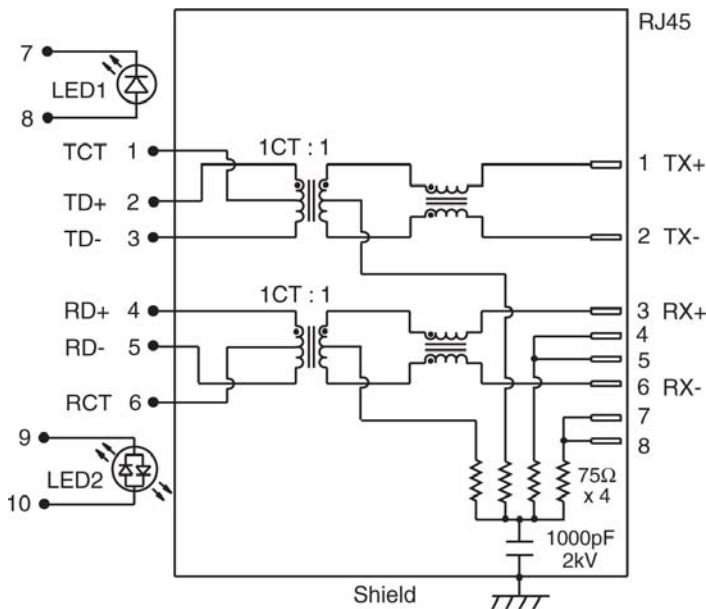 RJ45
7
LED1
8
TCT 1
1CT : 1
1 TX+
TD+ 2
TD- 3
2 TX-
1CT : 1
RD+ 4
3 RX+
4
RD- 5
5
6 RX-
RCT 6
7
9
8
LED2
75Ω
x 4
10
1000pF
2kV
Shield